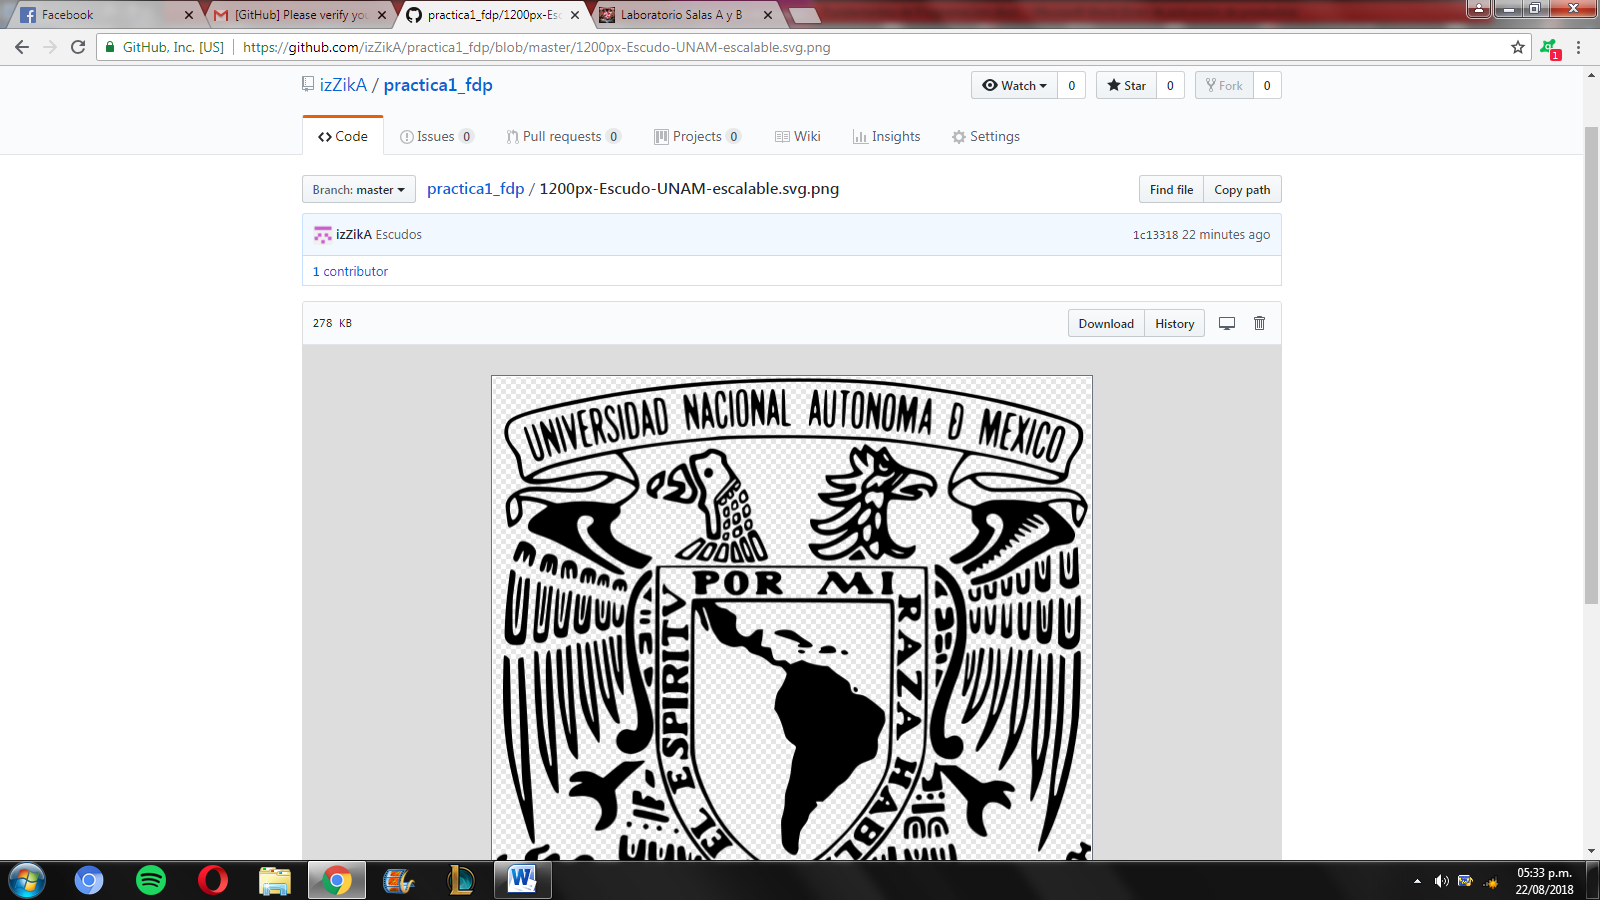 Facebook
[GitHub] Please verify yo
practica1_fdp/1200px-Esc
Laboratorio Salas A y B
GitHub, Inc. [US]
https://github.com/izZikA/practica1_fdp/blob/master/1200px-Escudo-UNAM-escalable.svg.png
1
izZikA / practica1_fdp
Watch 0
Star 0
Fork 0
Code
Issues 0
Pull requests 0
Projects 0
Wiki
Insights
Settings
Branch: master
practica1_fdp / 1200px-Escudo-UNAM-escalable.svg.png
Find file
Copy path
izZikA Escudos
1c13318 22 minutes ago
1 contributor
278 KB
Download
History
UNIVERSIDAD NACIONAL AUTONOMA Đ MEXICO
POR MI
RAZA HABL
EL ESPIRITV
05:33 p.m.
22/08/2018